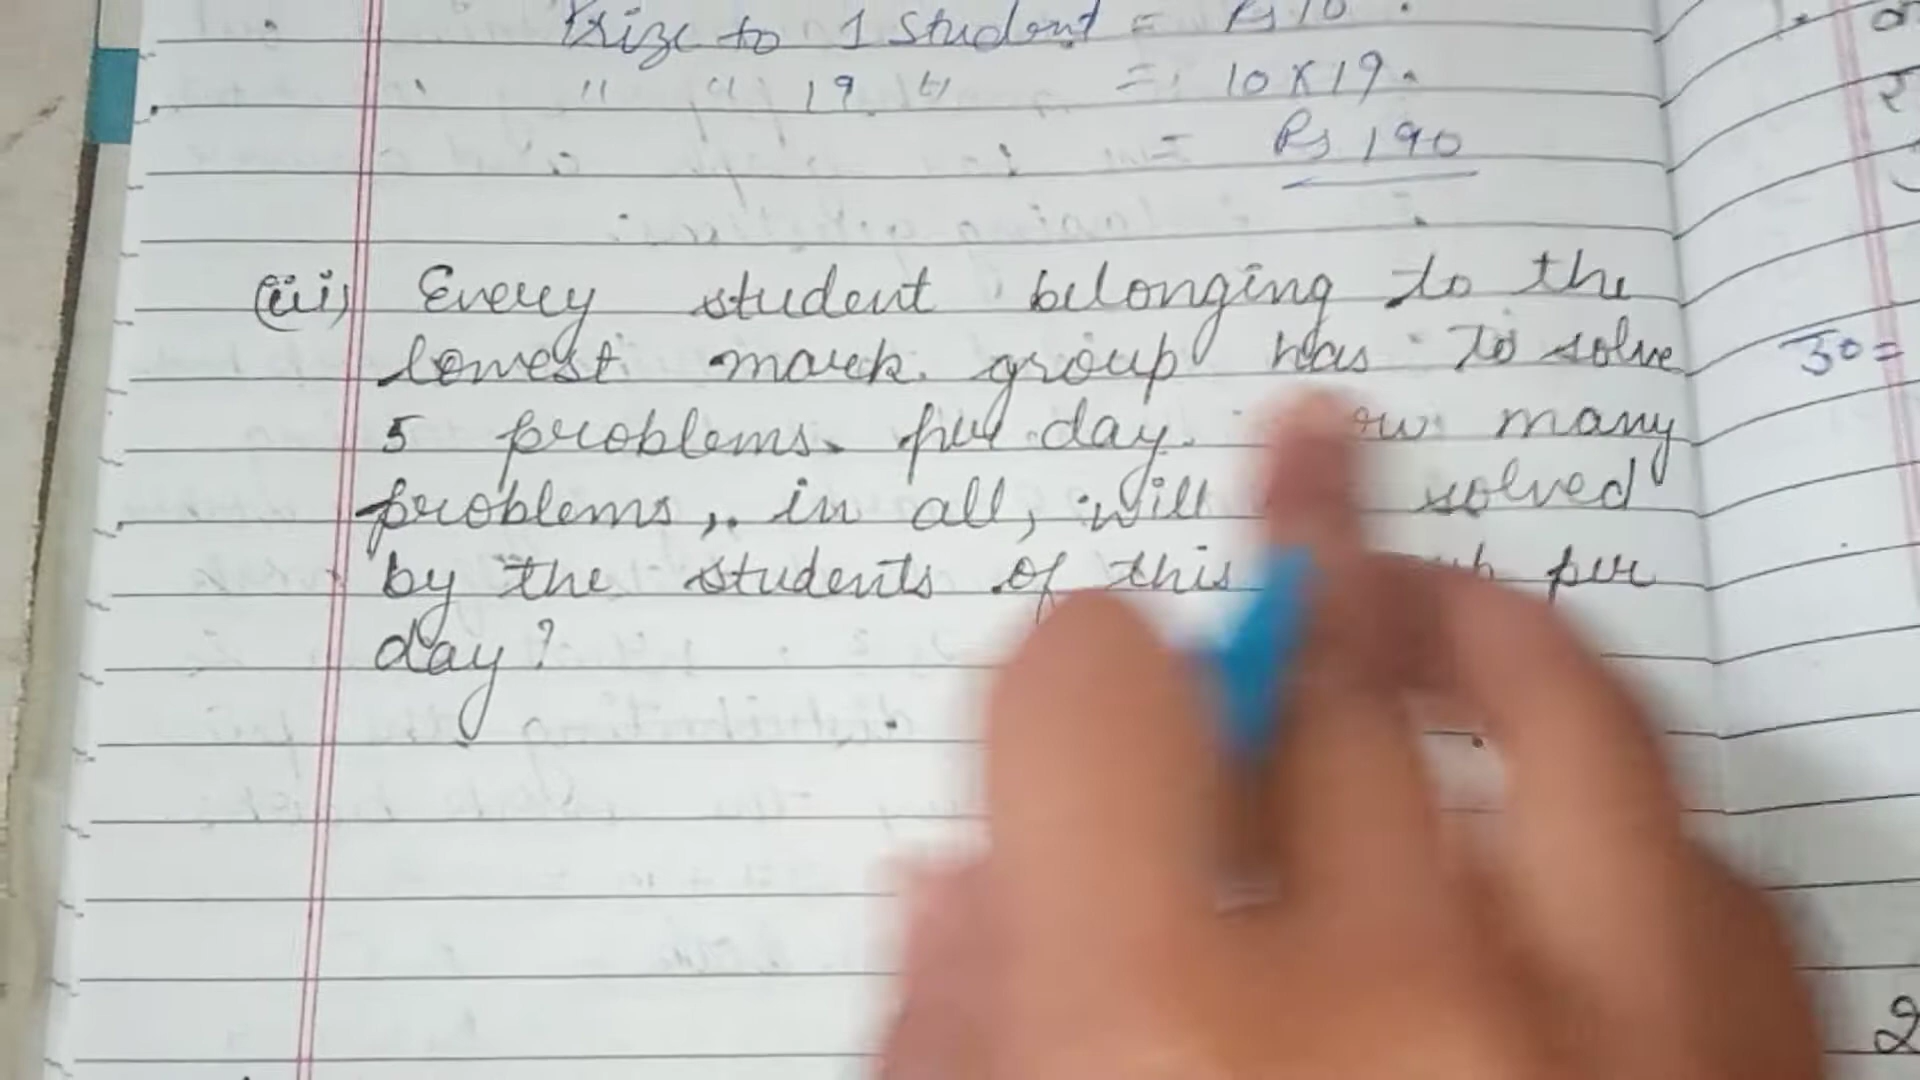 Prize to 1 student = Rs 10.
" " 19 " = 10 x 19.
= Rs 190
(iii) Every student belonging to the
lowest mark group has to solve
5 problems per day. many
problems, in all, will solved
by the students of this per
day?
30 =
2